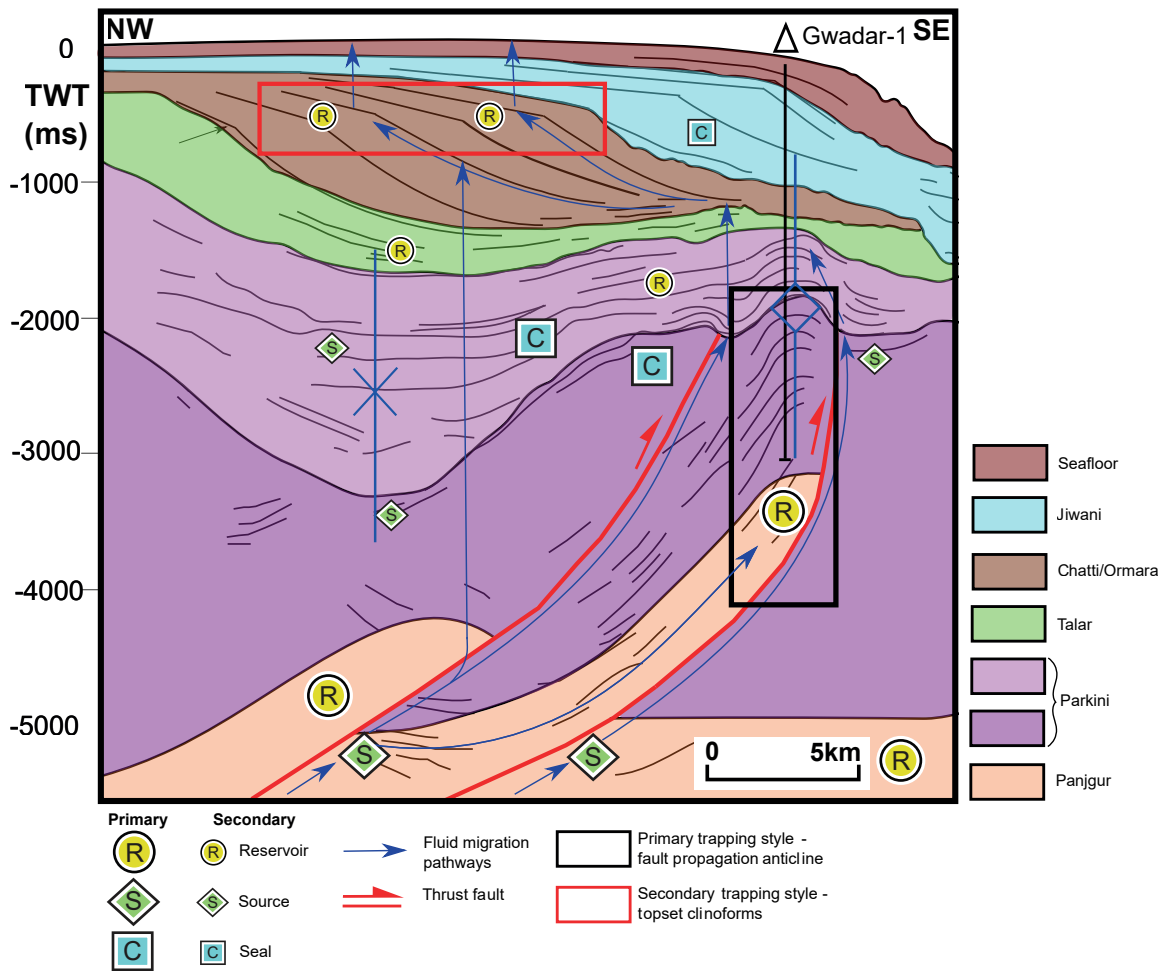 NW
Gwadar-1 SE
0
TWT
(ms)
R
R
C
-1000
R
R
-2000
C
S
C
S
-3000
S
R
-4000
R
-5000
S
S
0 5km
R
Seafloor
Jiwani
Chatti/Ormara
Talar
Parkini
Panjgur
Primary Secondary
R R Reservoir
S S Source
C C Seal
Fluid migration
pathways
Thrust fault
Primary trapping style -
fault propagation anticline
Secondary trapping style -
topset clinoforms